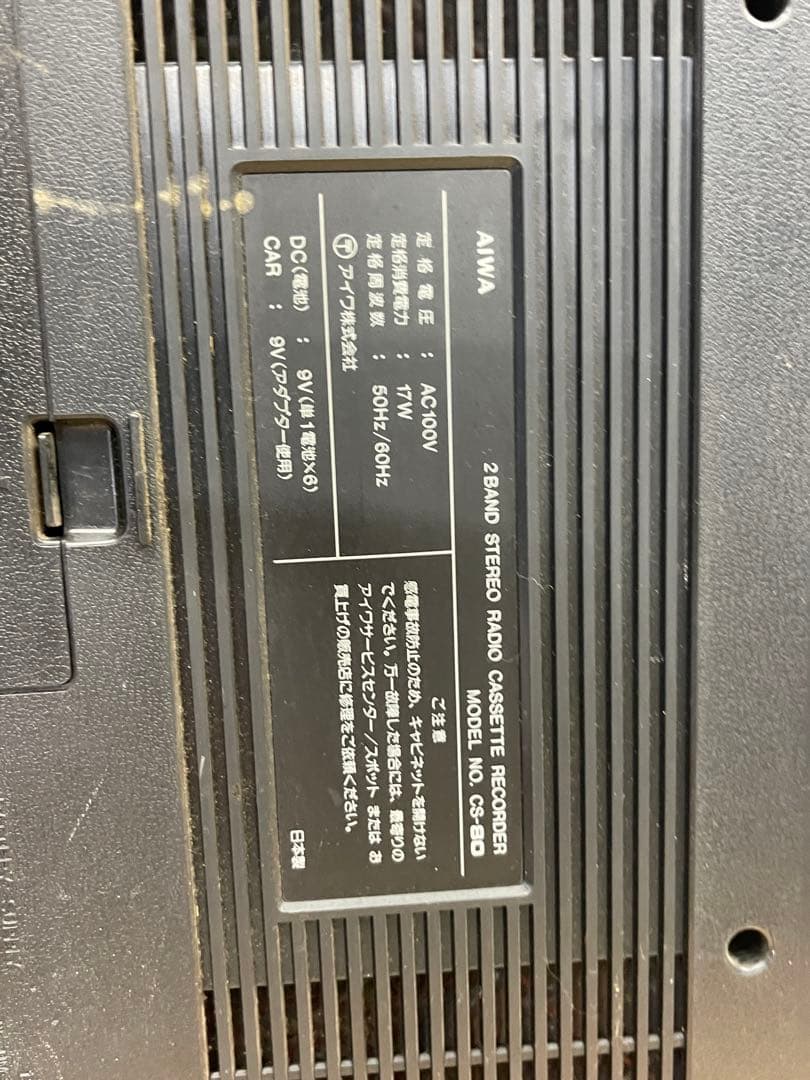 AIWA
2 BAND STEREO RADIO CASSETTE RECORDER
MODEL NO. CS-80
定格電圧 : AC100V
定格消費電力 : 17W
定格周波数 : 50Hz/60Hz
Ⓣ アイワ株式会社
DC(電池) : 9V(単1電池×6)
CAR : 9V(アダプター使用)
ご注意
感電事故防止のため、キャビネットを開けない
でください。万一故障した場合には、最寄りの
アイワサービスセンター/スポット または お
買上げの販売店に修理をご依頼ください。
日本製